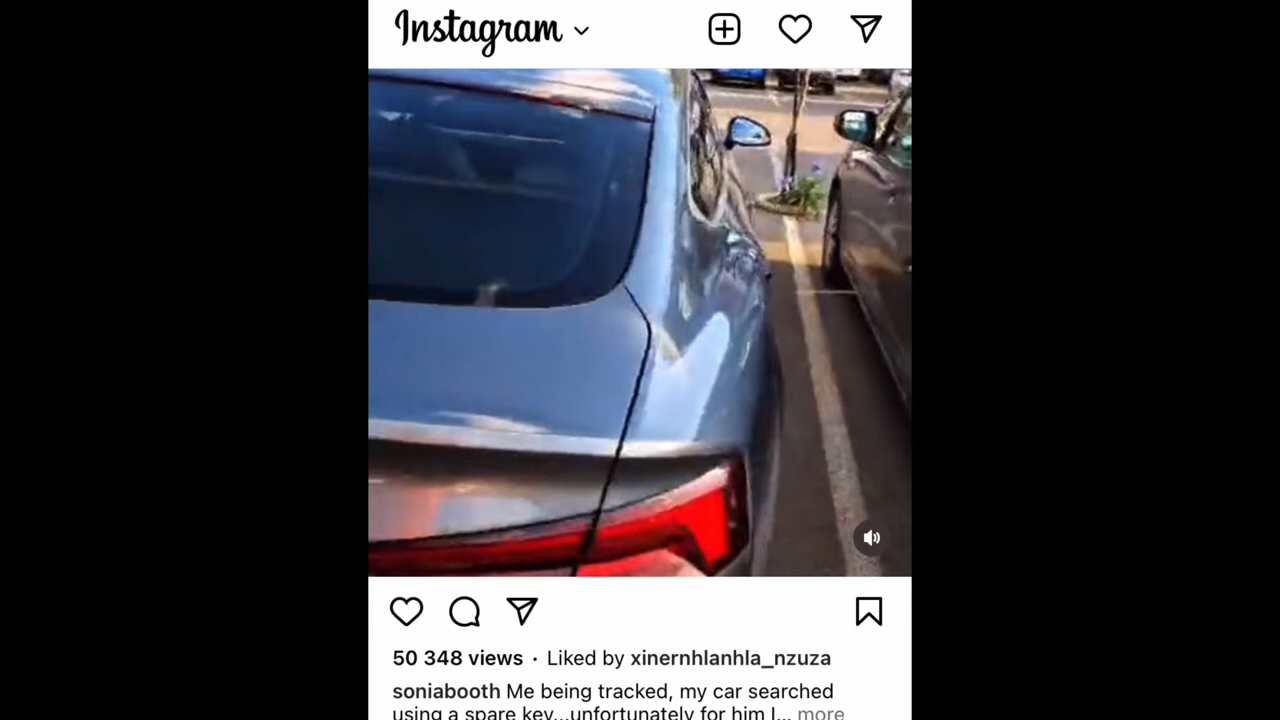 Instagram
50 348 views · Liked by xinernhlanhla_nzuza
soniabooth Me being tracked, my car searched
using a spare key...unfortunately for him I... more